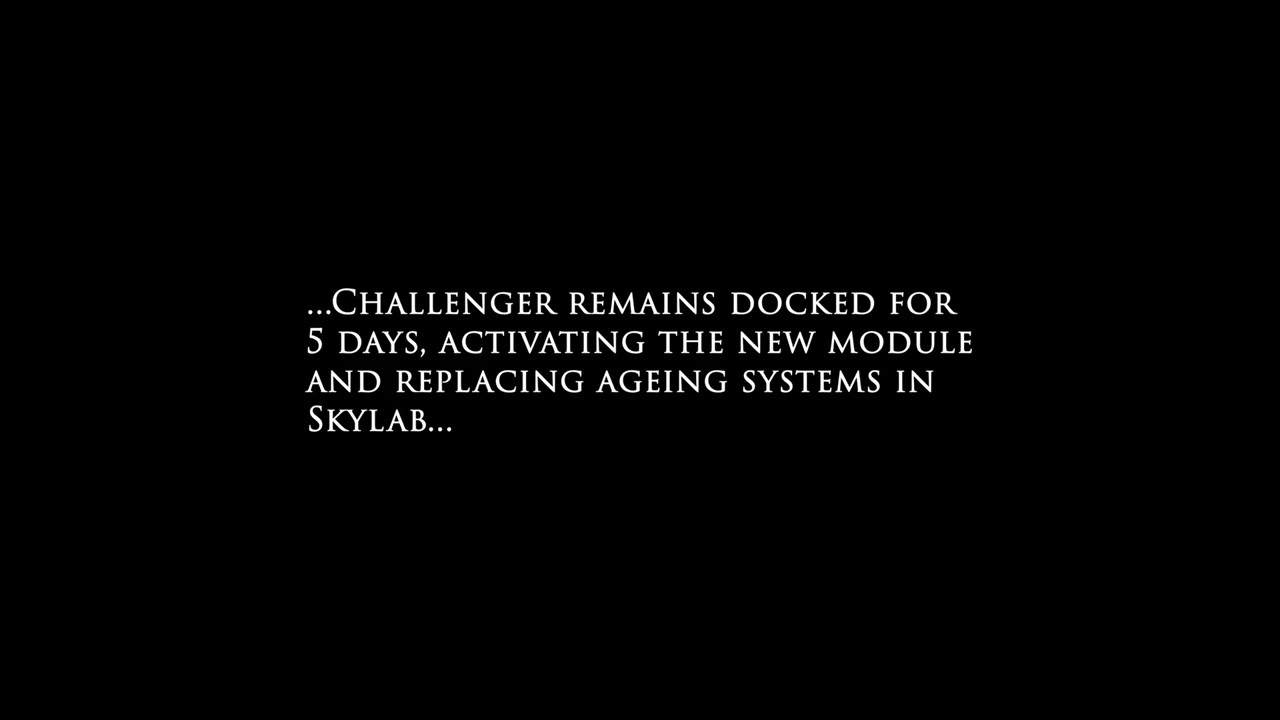 ...Challenger remains docked for
5 days, activating the new module
and replacing ageing systems in
Skylab...